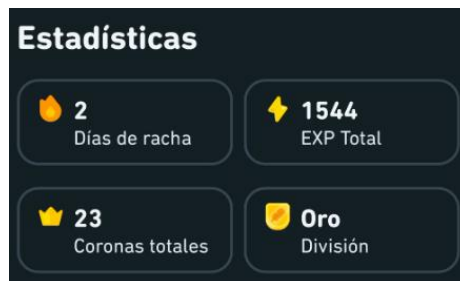 Estadísticas
2
Días de racha
1544
EXP Total
23
Coronas totales
Oro
División